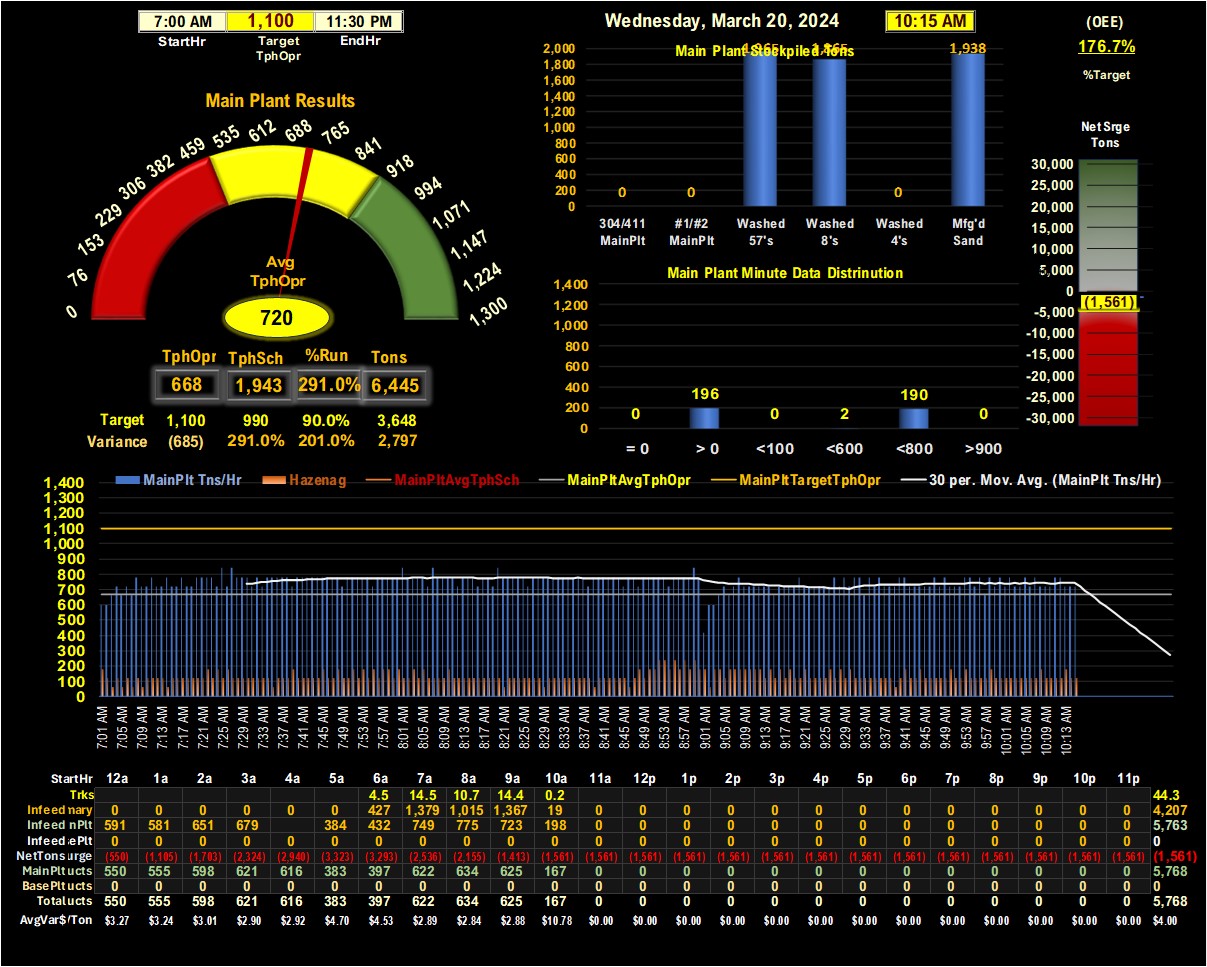 7:00 AM 1,100 11:30 PM
StartHr Target TphOpr EndHr
Wednesday, March 20, 2024 10:15 AM
(OEE)
176.7%
%Target
Main Plant Results
0 76 153 229 306 382 459 535 612 688 765 841 918 994 1,071 1,147 1,224 1,300
Avg
TphOpr
720
TphOpr TphSch %Run Tons
668 1,943 291.0% 6,445
Target 1,100 990 90.0% 3,648
Variance (685) 291.0% 201.0% 2,797
Main Plant Stockpiled Tons
2,000
1,800
1,600
1,400
1,200
1,000
800
600
400
200
0
0 0 1,965 1,865 0 1,938
304/411 #1/#2 Washed Washed Washed Mfg'd
MainPlt MainPlt 57's 8's 4's Sand
Main Plant Minute Data Distrinution
1,400
1,200
1,000
800
600
400
200
0
0 196 0 2 190 0
= 0 > 0 <100 <600 <800 >900
Net Srge
Tons
30,000
25,000
20,000
15,000
10,000
5,000
0
(1,561)
-5,000
-10,000
-15,000
-20,000
-25,000
-30,000
MainPlt Tns/Hr Hazenag MainPltAvgTphSch MainPltAvgTphOpr MainPltTargetTphOpr 30 per. Mov. Avg. (MainPlt Tns/Hr)
1,400
1,300
1,200
1,100
1,000
900
800
700
600
500
400
300
200
100
0
7:01 AM 7:05 AM 7:09 AM 7:13 AM 7:17 AM 7:21 AM 7:25 AM 7:29 AM 7:33 AM 7:37 AM 7:41 AM 7:45 AM 7:49 AM 7:53 AM 7:57 AM 8:01 AM 8:05 AM 8:09 AM 8:13 AM 8:17 AM 8:21 AM 8:25 AM 8:29 AM 8:33 AM 8:37 AM 8:41 AM 8:45 AM 8:49 AM 8:53 AM 8:57 AM 9:01 AM 9:05 AM 9:09 AM 9:13 AM 9:17 AM 9:21 AM 9:25 AM 9:29 AM 9:33 AM 9:37 AM 9:41 AM 9:45 AM 9:49 AM 9:53 AM 9:57 AM 10:01 AM 10:05 AM 10:09 AM 10:13 AM
StartHr 12a 1a 2a 3a 4a 5a 6a 7a 8a 9a 10a 11a 12p 1p 2p 3p 4p 5p 6p 7p 8p 9p 10p 11p
Trks 4.5 14.5 10.7 14.4 0.2 44.3
Infeed nary 0 0 0 0 0 0 427 1,379 1,015 1,367 19 0 0 0 0 0 0 0 0 0 0 0 0 0 4,207
Infeed nPlt 591 581 651 679 384 432 749 775 723 198 0 0 0 0 0 0 0 0 0 0 0 0 0 5,763
Infeed ePlt 0 0 0 0 0 0 0 0 0 0 0 0 0 0 0 0 0 0 0 0 0 0 0 0 0
NetTons urge (550) (1,105) (1,703) (2,324) (2,940) (3,323) (3,293) (2,536) (2,155) (1,413) (1,561) (1,561) (1,561) (1,561) (1,561) (1,561) (1,561) (1,561) (1,561) (1,561) (1,561) (1,561) (1,561) (1,561) (1,561)
MainPlt ucts 550 555 598 621 616 383 397 622 634 625 167 0 0 0 0 0 0 0 0 0 0 0 0 0 5,768
BasePlt ucts 0 0 0 0 0 0 0 0 0 0 0 0 0 0 0 0 0 0 0 0 0 0 0 0 0
Total ucts 550 555 598 621 616 383 397 622 634 625 167 0 0 0 0 0 0 0 0 0 0 0 0 0 5,768
AvgVar$/Ton $3.27 $3.24 $3.01 $2.90 $2.92 $4.70 $4.53 $2.89 $2.84 $2.88 $10.78 $0.00 $0.00 $0.00 $0.00 $0.00 $0.00 $0.00 $0.00 $0.00 $0.00 $0.00 $0.00 $0.00 $4.00